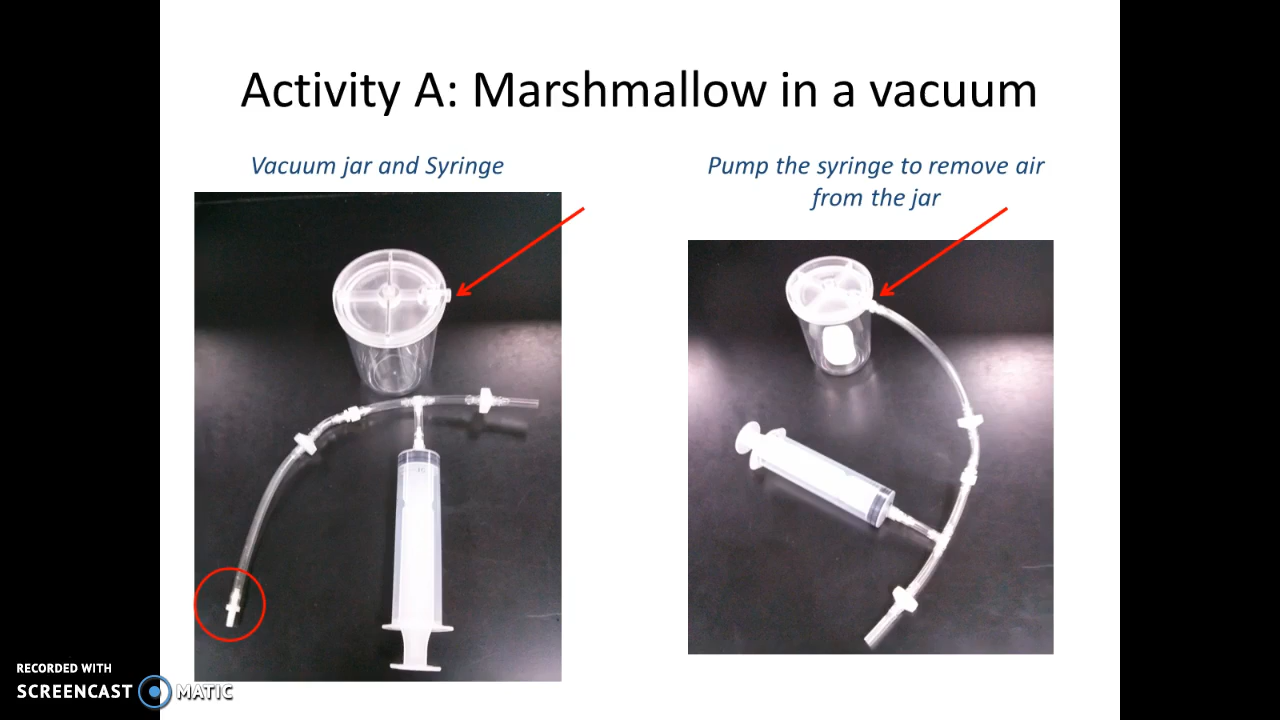 Activity A: Marshmallow in a vacuum
Vacuum jar and Syringe
Pump the syringe to remove air
from the jar
RECORDED WITH
SCREENCAST MATIC